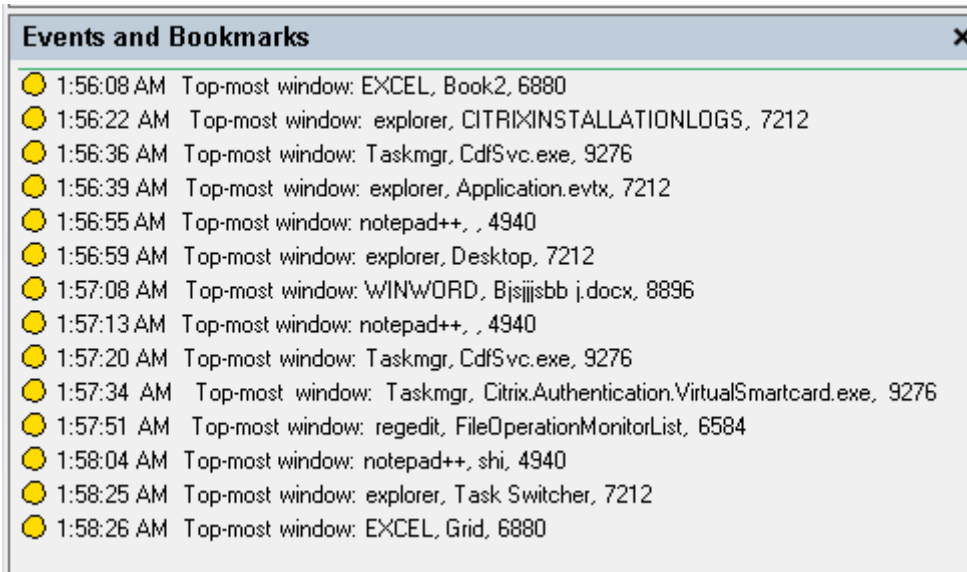 Events and Bookmarks
1:56:08 AM Top-most window: EXCEL, Book2, 6880
1:56:22 AM Top-most window: explorer, CITRIXINSTALLATIONLOGS, 7212
1:56:36 AM Top-most window: Taskmgr, CdfSvc.exe, 9276
1:56:39 AM Top-most window: explorer, Application.evtx, 7212
1:56:55 AM Top-most window: notepad++, , 4940
1:56:59 AM Top-most window: explorer, Desktop, 7212
1:57:08 AM Top-most window: WINWORD, Bjsjjjsbb j.docx, 8896
1:57:13 AM Top-most window: notepad++, , 4940
1:57:20 AM Top-most window: Taskmgr, CdfSvc.exe, 9276
1:57:34 AM Top-most window: Taskmgr, Citrix.Authentication.VirtualSmartcard.exe, 9276
1:57:51 AM Top-most window: regedit, FileOperationMonitorList, 6584
1:58:04 AM Top-most window: notepad++, shi, 4940
1:58:25 AM Top-most window: explorer, Task Switcher, 7212
1:58:26 AM Top-most window: EXCEL, Grid, 6880